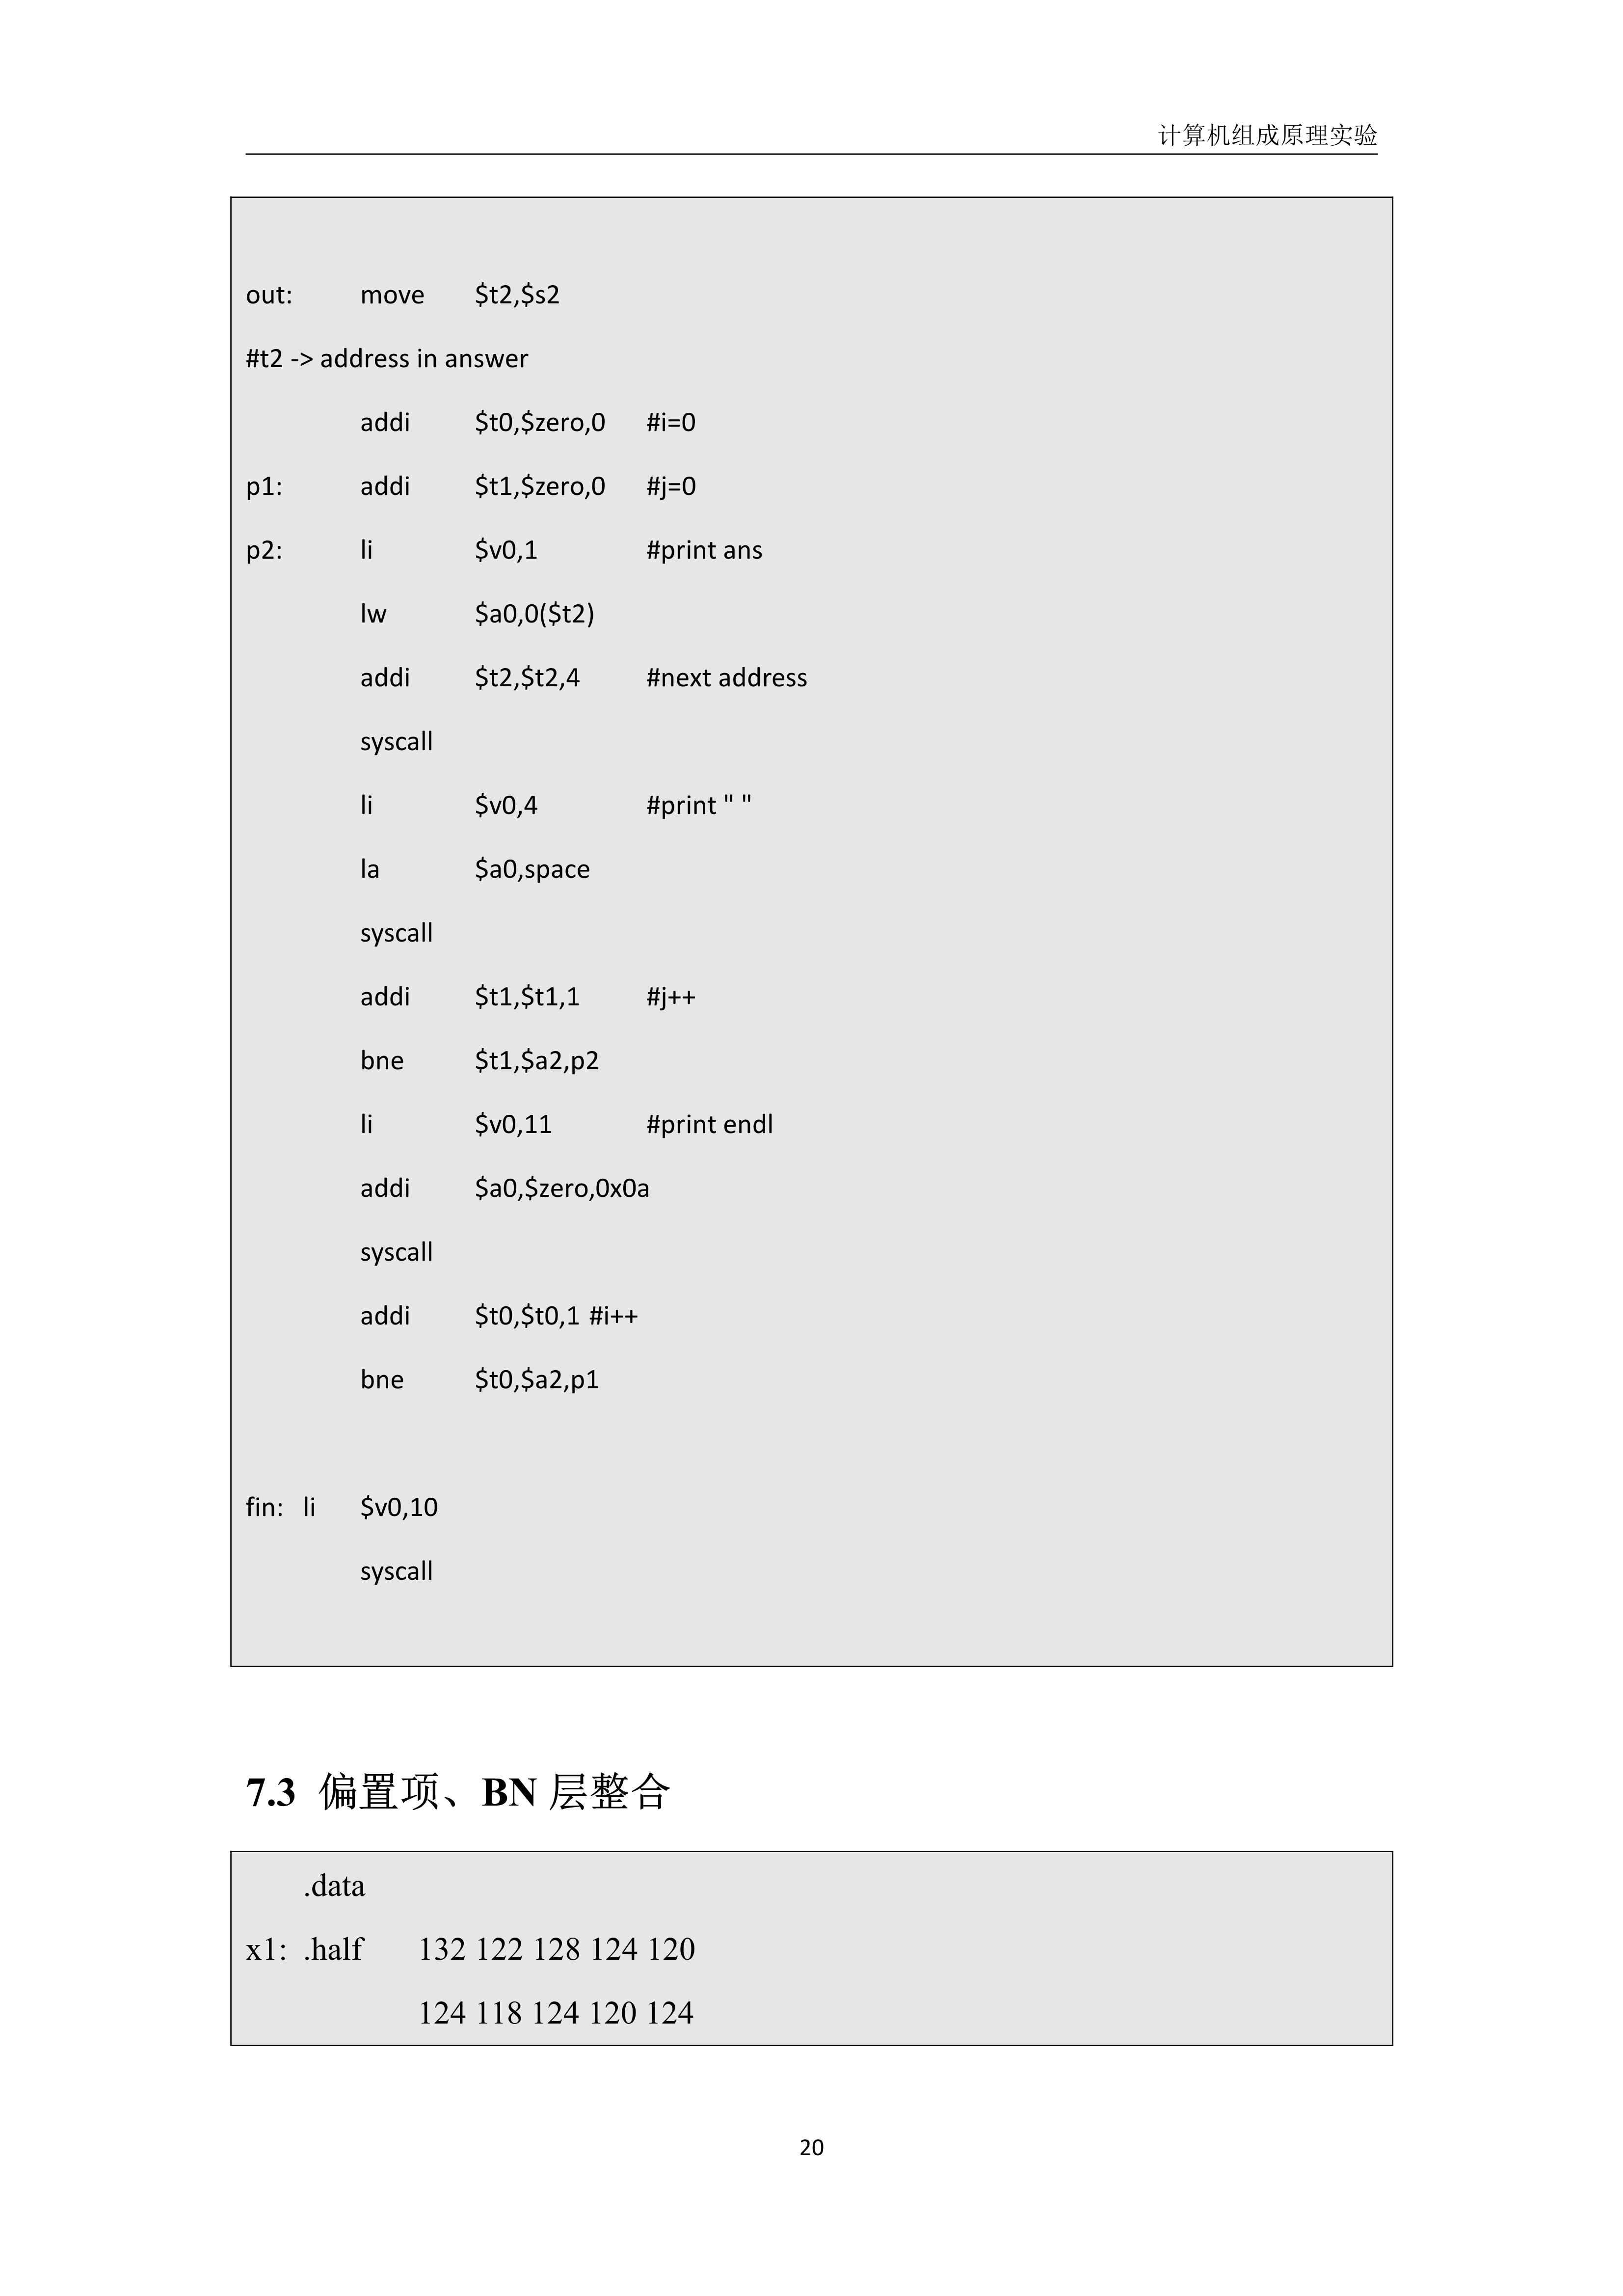 计算机组成原理实验
out: move $t2,$s2
#t2 -> address in answer
addi $t0,$zero,0 #i=0
p1: addi $t1,$zero,0 #j=0
p2: li $v0,1 #print ans
lw $a0,0($t2)
addi $t2,$t2,4 #next address
syscall
li $v0,4 #print " "
la $a0,space
syscall
addi $t1,$t1,1 #j++
bne $t1,$a2,p2
li $v0,11 #print endl
addi $a0,$zero,0x0a
syscall
addi $t0,$t0,1 #i++
bne $t0,$a2,p1
fin: li $v0,10
syscall
7.3 偏置项、BN 层整合
.data
x1: .half 132 122 128 124 120
124 118 124 120 124
20